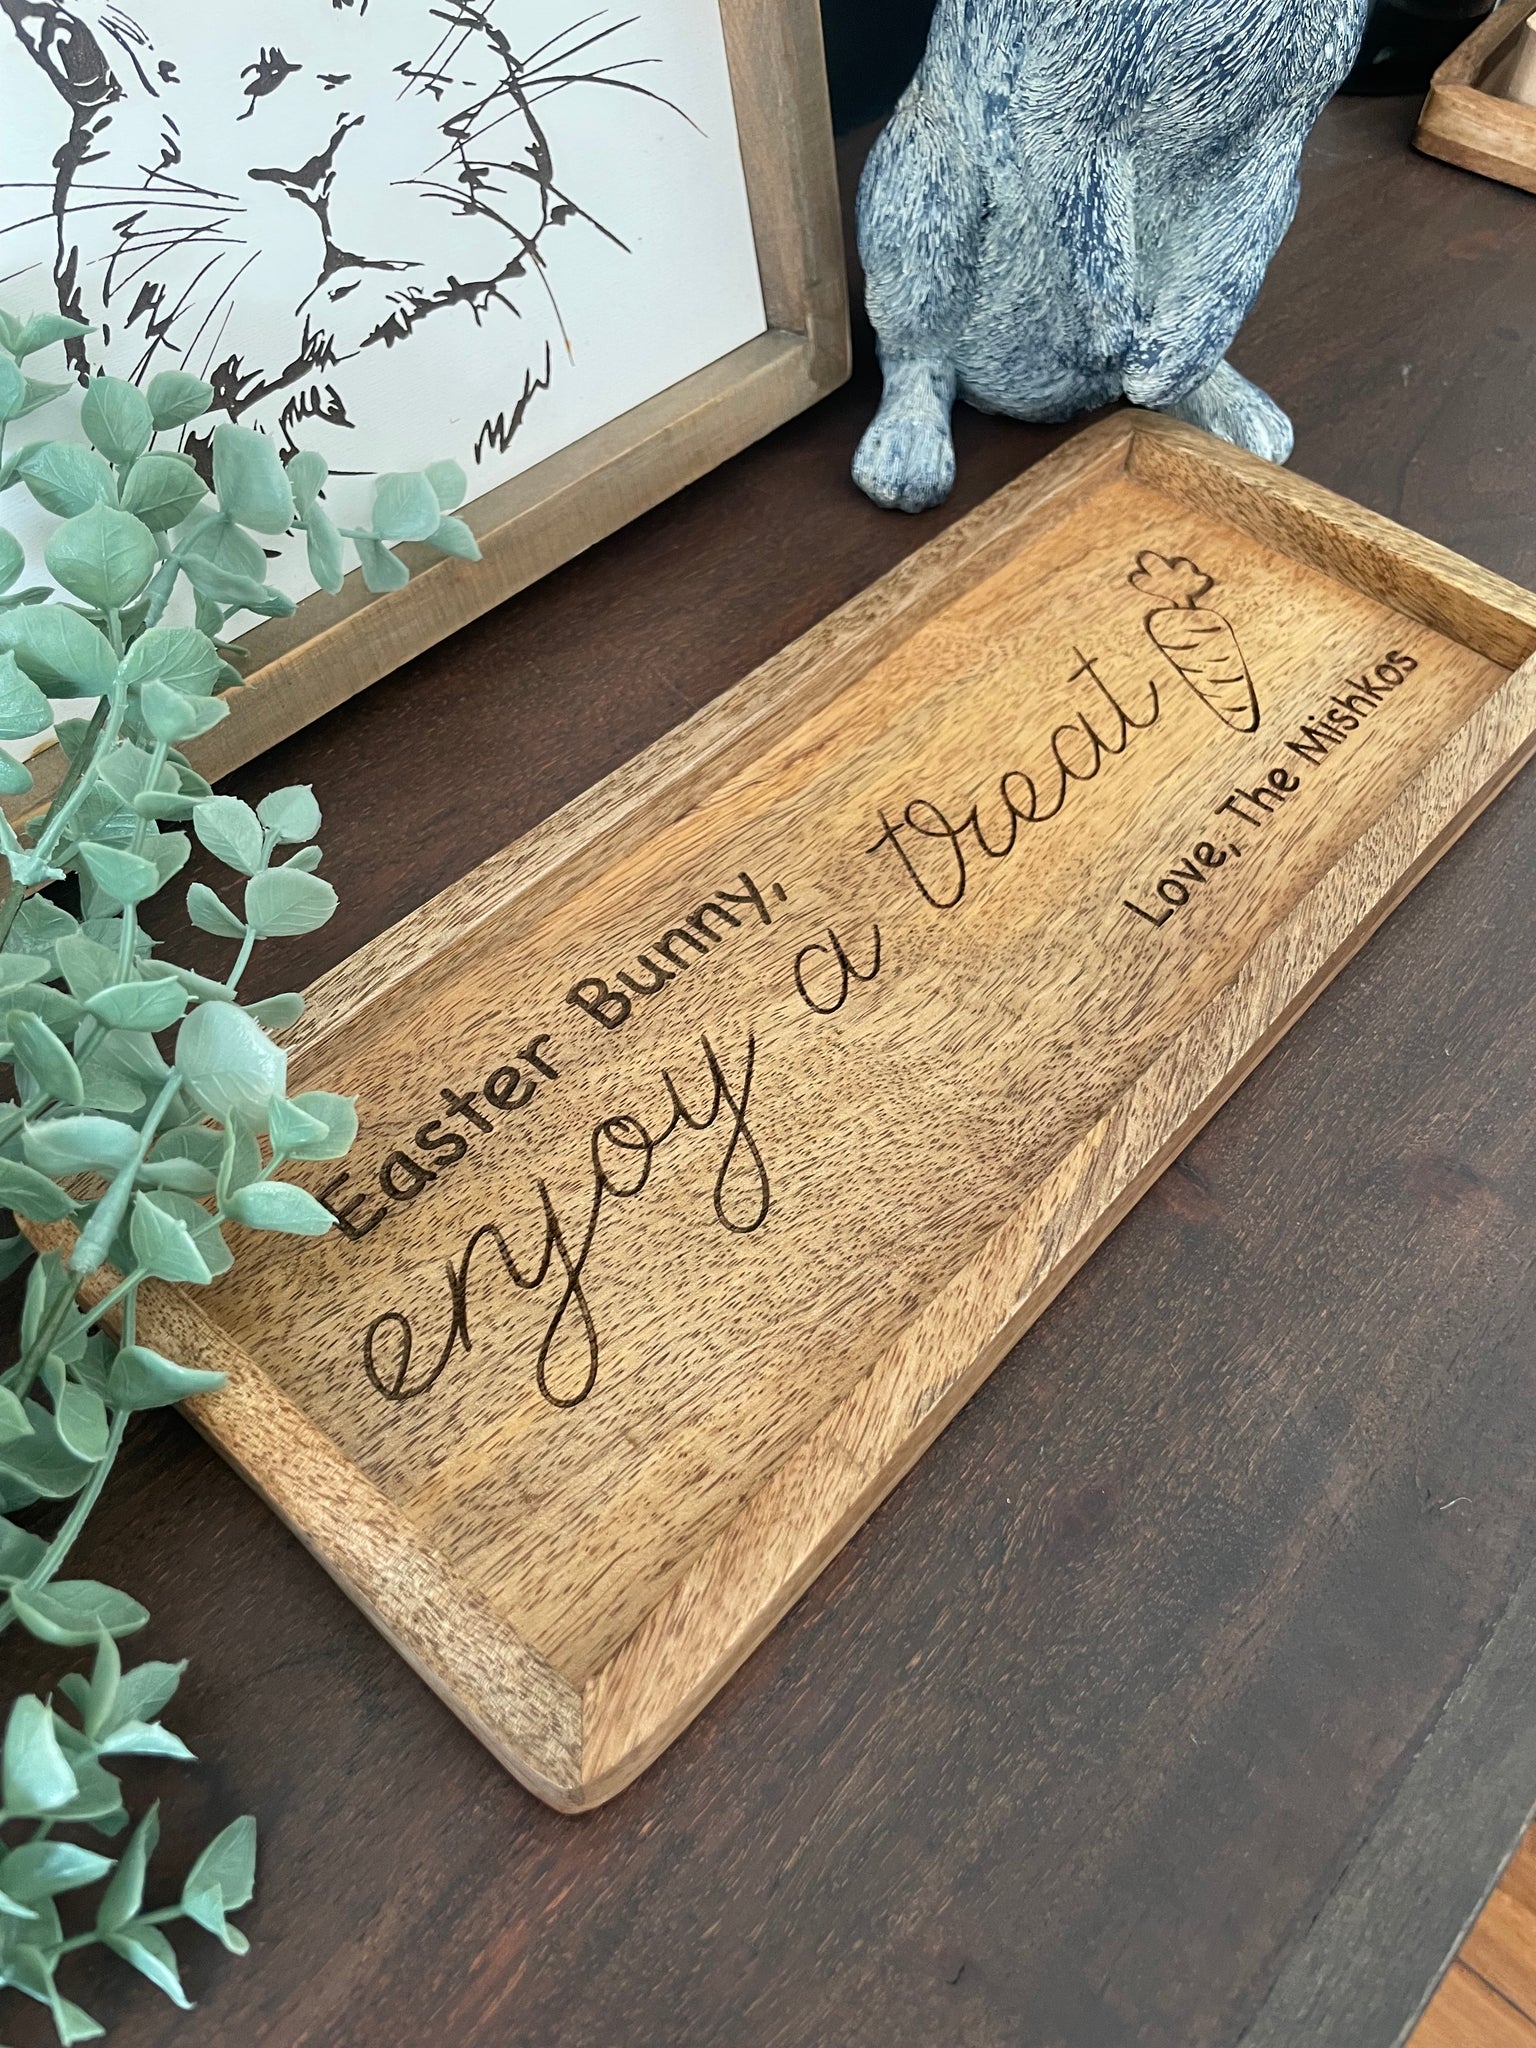 Easter Bunny,
enjoy a treat
Love, The Mishkos